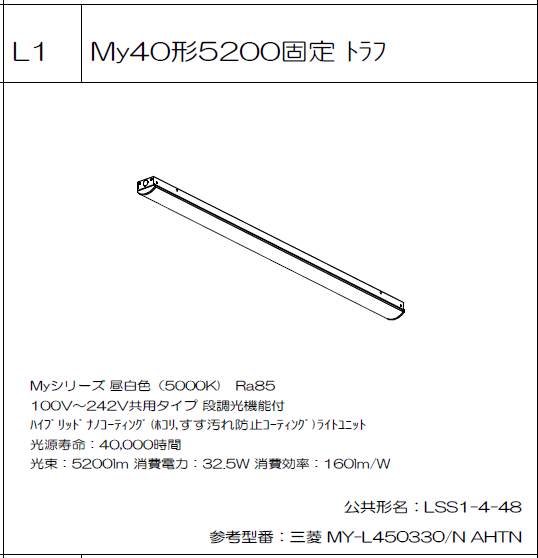 L1 My40形5200固定 ﾄﾗﾌ
Myシリーズ 昼白色（5000K） Ra85
100V～242V共用タイプ 段調光機能付
ﾊｲﾌﾞﾘｯﾄﾞﾅﾉコーティング(ﾎｺﾘ,すす汚れ防止ｺｰﾃｨﾝｸﾞ)ﾗｲﾄﾕﾆｯﾄ
光源寿命：40,000時間
光束：5200lm 消費電力：32.5W 消費効率：160lm/W
公共形名：LSS1-4-48
参考型番：三菱 MY-L450330/N AHTN